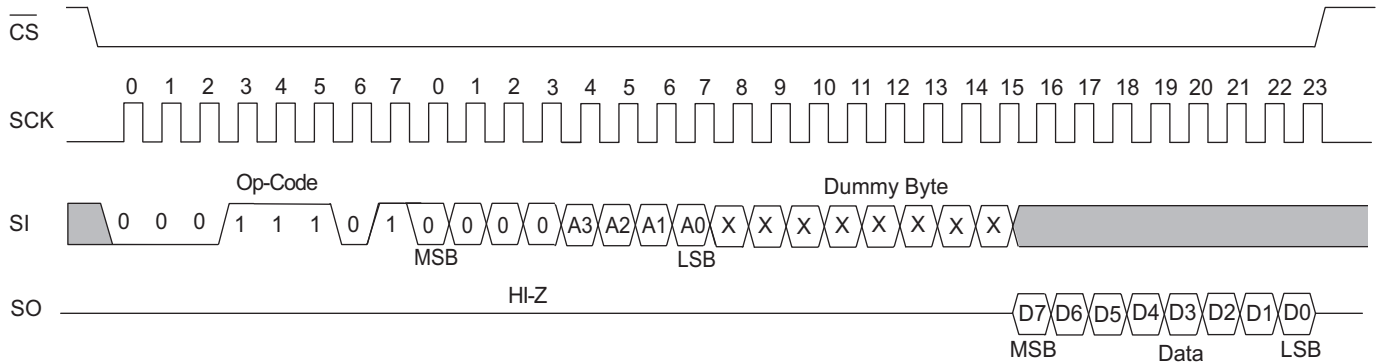 CS
0 1 2 3 4 5 6 7 0 1 2 3 4 5 6 7 8 9 10 11 12 13 14 15 16 17 18 19 20 21 22 23
SCK
Op-Code
Dummy Byte
SI 0 0 0 1 1 1 0 1 0 0 0 0 A3 A2 A1 A0 X X X X X X X X
MSB LSB
HI-Z
SO D7 D6 D5 D4 D3 D2 D1 D0
MSB Data LSB